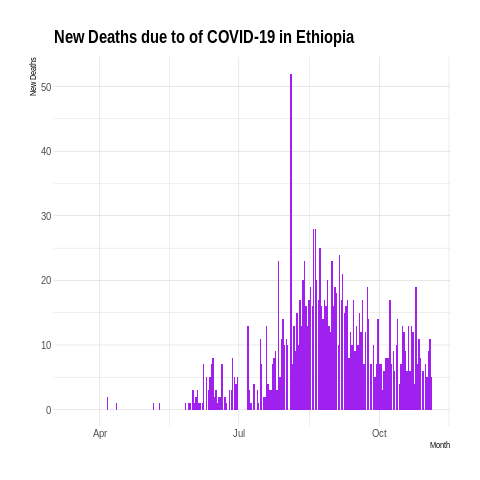 New Deaths due to of COVID-19 in Ethiopia
New Deaths
50
40
30
20
10
0
Apr
Jul
Oct
Month